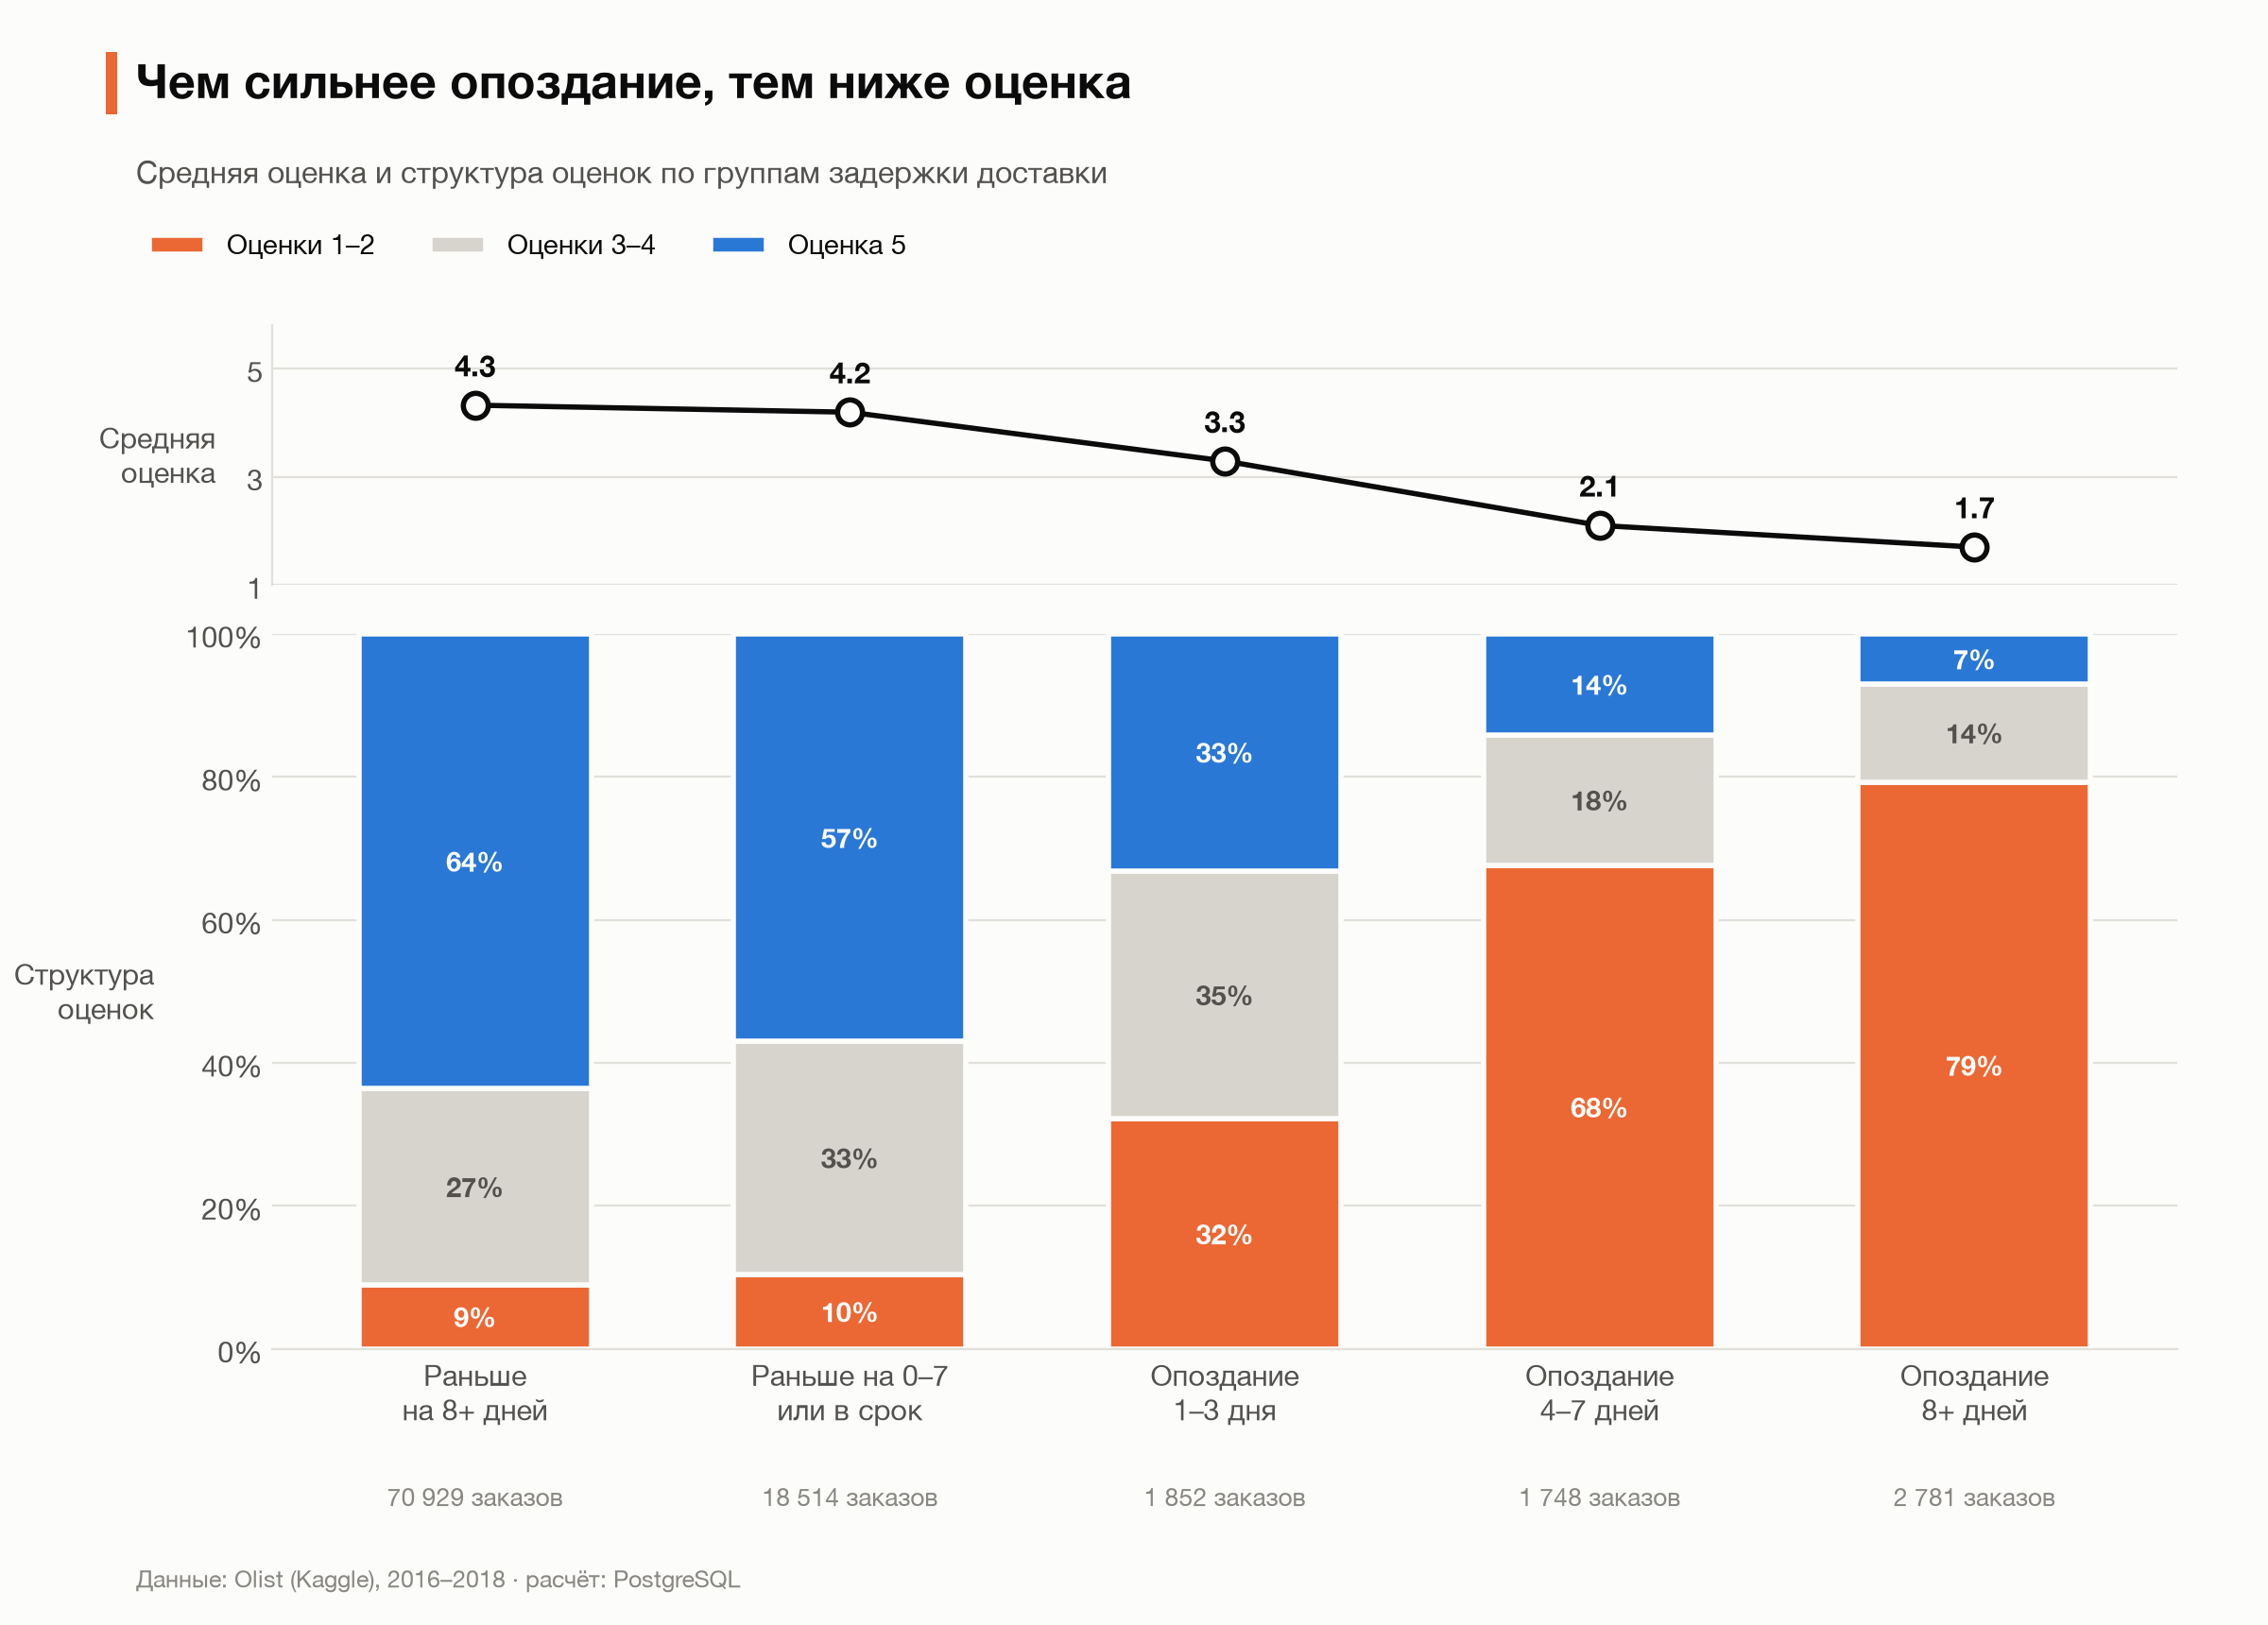 Чем сильнее опоздание, тем ниже оценка
Средняя оценка и структура оценок по группам задержки доставки
Оценки 1–2
Оценки 3–4
Оценка 5
Средняя
оценка
5
3
1
4.3
4.2
3.3
2.1
1.7
Структура
оценок
100%
80%
60%
40%
20%
0%
64%
27%
9%
57%
33%
10%
33%
35%
32%
14%
18%
68%
7%
14%
79%
Раньше
на 8+ дней
Раньше на 0–7
или в срок
Опоздание
1–3 дня
Опоздание
4–7 дней
Опоздание
8+ дней
70 929 заказов
18 514 заказов
1 852 заказов
1 748 заказов
2 781 заказов
Данные: Olist (Kaggle), 2016–2018 · расчёт: PostgreSQL